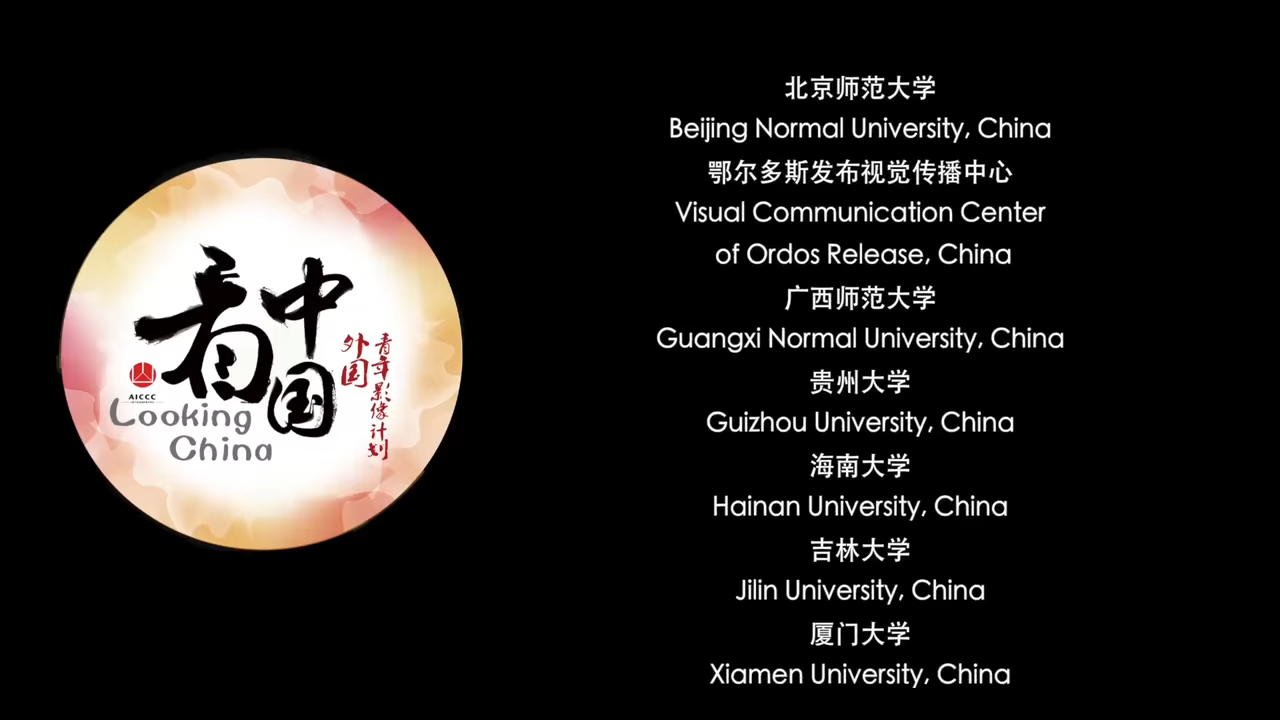 看中国
外国
青年影像计划
AICCC
Looking
China
北京师范大学
Beijing Normal University, China
鄂尔多斯发布视觉传播中心
Visual Communication Center
of Ordos Release, China
广西师范大学
Guangxi Normal University, China
贵州大学
Guizhou University, China
海南大学
Hainan University, China
吉林大学
Jilin University, China
厦门大学
Xiamen University, China